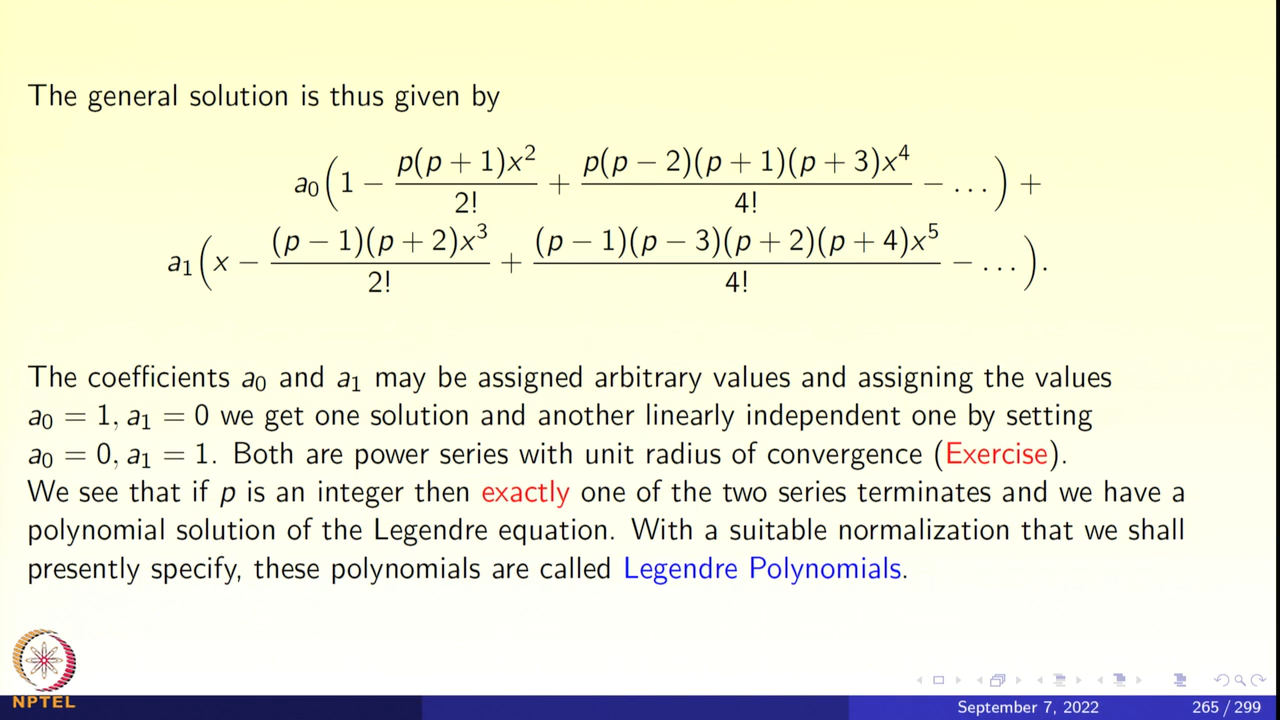 The general solution is thus given by
a₀(1 − p(p + 1)x²/2! + p(p − 2)(p + 1)(p + 3)x⁴/4! − . . .) +
a₁(x − (p − 1)(p + 2)x³/2! + (p − 1)(p − 3)(p + 2)(p + 4)x⁵/4! − . . .).
The coefficients a₀ and a₁ may be assigned arbitrary values and assigning the values
a₀ = 1, a₁ = 0 we get one solution and another linearly independent one by setting
a₀ = 0, a₁ = 1. Both are power series with unit radius of convergence (Exercise).
We see that if p is an integer then exactly one of the two series terminates and we have a
polynomial solution of the Legendre equation. With a suitable normalization that we shall
presently specify, these polynomials are called Legendre Polynomials.
NPTEL
September 7, 2022 265 / 299